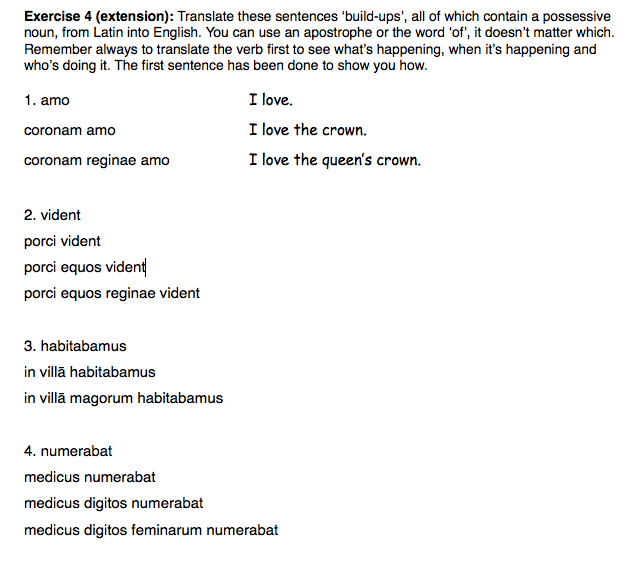 Exercise 4 (extension): Translate these sentences ‘build-ups’, all of which contain a possessive
noun, from Latin into English. You can use an apostrophe or the word ‘of’, it doesn’t matter which.
Remember always to translate the verb first to see what’s happening, when it’s happening and
who’s doing it. The first sentence has been done to show you how.
1. amo I love.
coronam amo I love the crown.
coronam reginae amo I love the queen’s crown.
2. vident
porci vident
porci equos vident
porci equos reginae vident
3. habitabamus
in villā habitabamus
in villā magorum habitabamus
4. numerabat
medicus numerabat
medicus digitos numerabat
medicus digitos feminarum numerabat